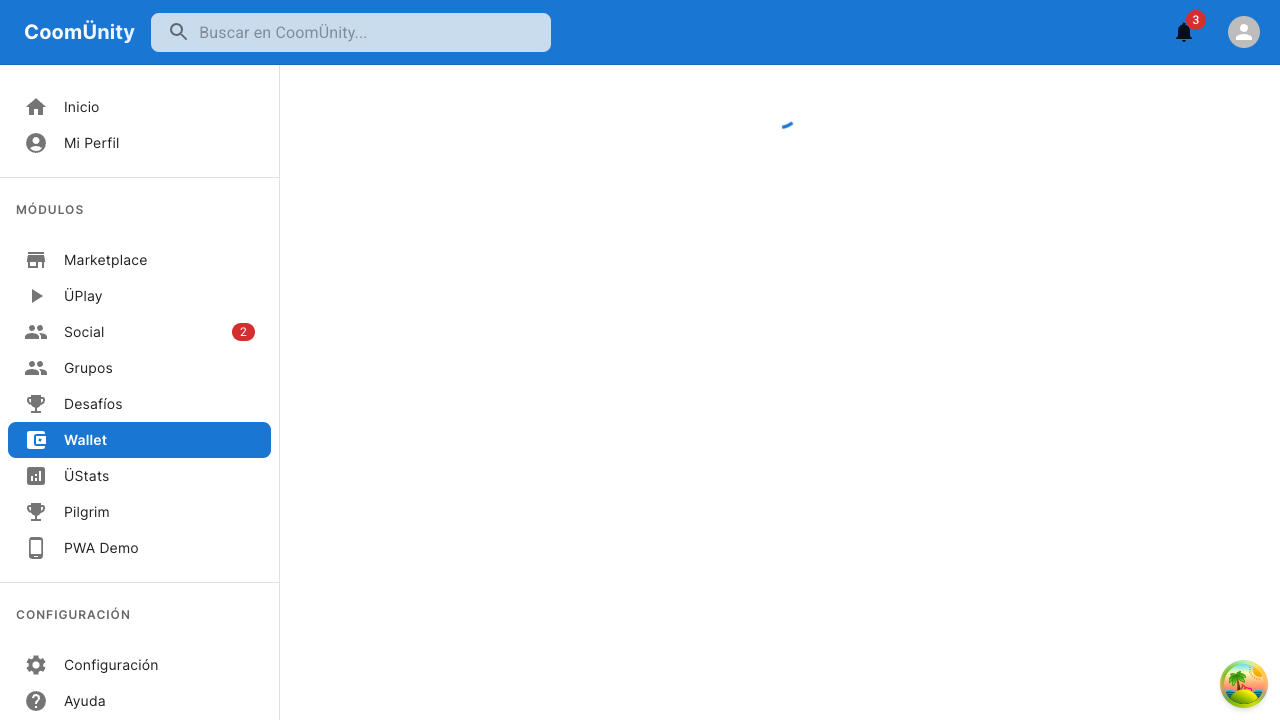 CoomÜnity
Buscar en CoomÜnity...
3
Inicio
Mi Perfil
MÓDULOS
Marketplace
ÜPlay
Social
2
Grupos
Desafíos
Wallet
ÜStats
Pilgrim
PWA Demo
CONFIGURACIÓN
Configuración
Ayuda